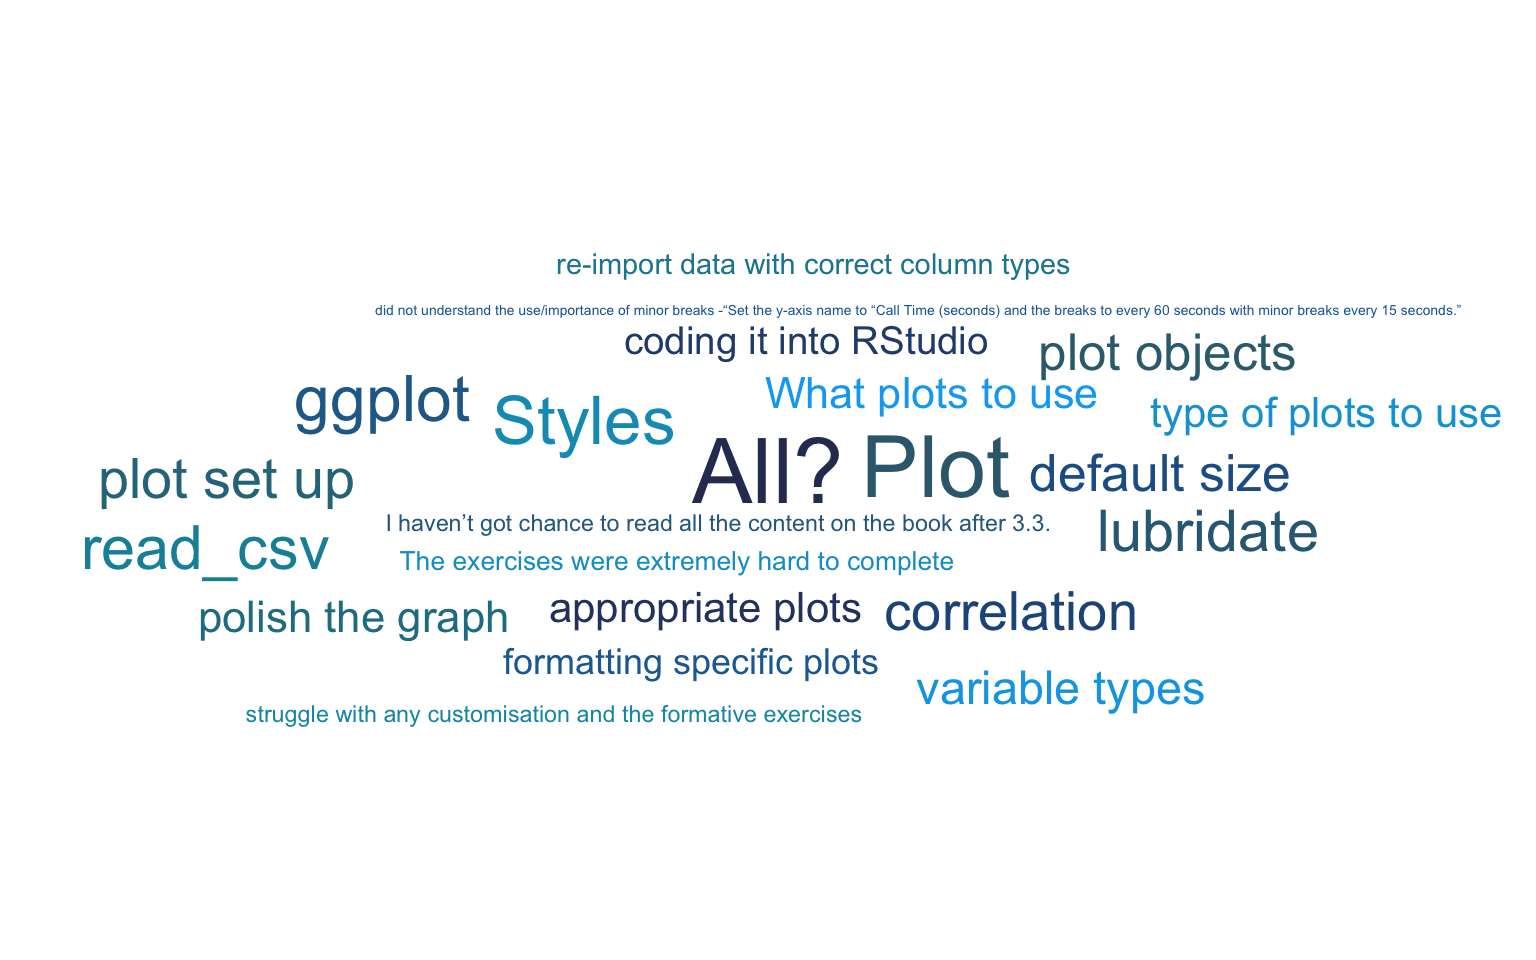 re-import data with correct column types
did not understand the use/importance of minor breaks -“Set the y-axis name to “Call Time (seconds) and the breaks to every 60 seconds with minor breaks every 15 seconds.”
coding it into RStudio
plot objects
ggplot
Styles
What plots to use
type of plots to use
plot set up
All?
Plot
default size
read_csv
I haven’t got chance to read all the content on the book after 3.3.
lubridate
The exercises were extremely hard to complete
polish the graph
appropriate plots
correlation
formatting specific plots
variable types
struggle with any customisation and the formative exercises